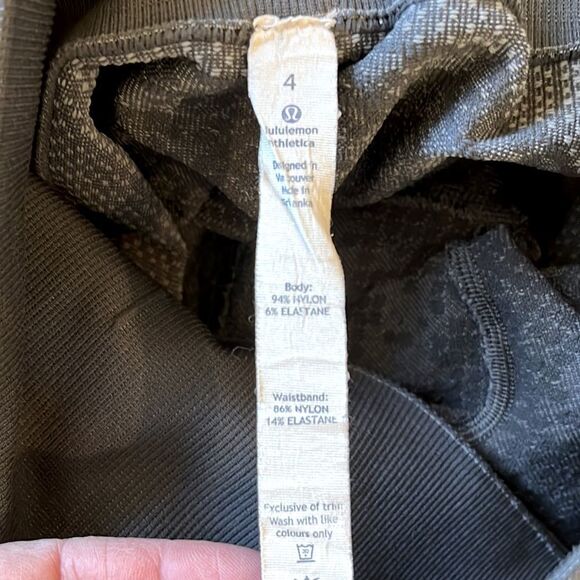 4
lululemon
athletica
Designed in
Vancouver
Made in
Sri Lanka
Body:
94% NYLON
6% ELASTANE
Waistband:
86% NYLON
14% ELASTANE
Exclusive of trim
Wash with like
colours only
30